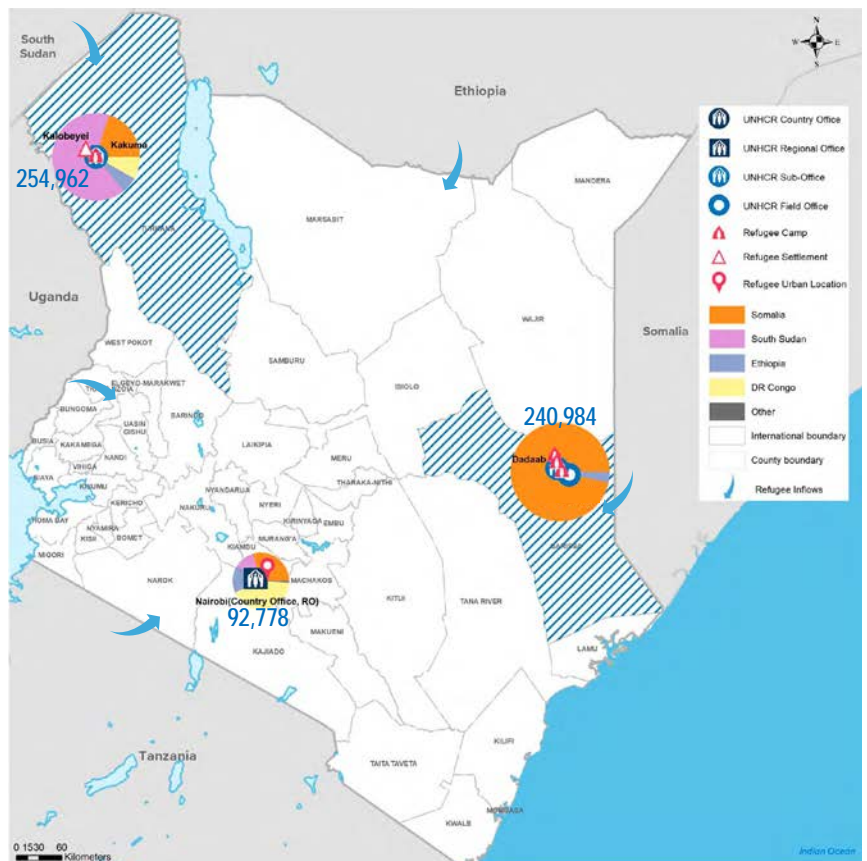 South
Sudan
Ethiopia
N
W
E
S
Kalobeyei
Kakuma
254,962
TURKANA
MARSABIT
MANDERA
UNHCR Country Office
UNHCR Regional Office
UNHCR Sub-Office
UNHCR Field Office
Refugee Camp
Refugee Settlement
Refugee Urban Location
Somalia
South Sudan
Ethiopia
DR Congo
Other
International boundary
County boundary
Refugee Inflows
Uganda
Somalia
WAJIR
WEST POKOT
SAMBURU
ISIOLO
ELGEYO-MARAKWET
BUNGOMA
UASIN
GISHU
BARINGO
BUSIA
KAKAMEGA
NANDI
VIHIGA
SIAYA
KISUMU
LAIKIPIA
MERU
THARAKA-NITHI
240,984
Dadaab
GARISSA
KERICHO
NYANDARUA
NYERI
NAKURU
HOMA BAY
NYAMIRA
KISII
BOMET
MIGORI
KIRINYAGA
EMBU
MURANG'A
KIAMBU
NAROK
MACHAKOS
Nairobi(Country Office, RO)
92,778
KITUI
TANA RIVER
MAKUENI
KAJIADO
LAMU
Tanzania
TAITA TAVETA
KILIFI
KWALE
MOMBASA
0 1530 60
Kilometers
Indian Ocean